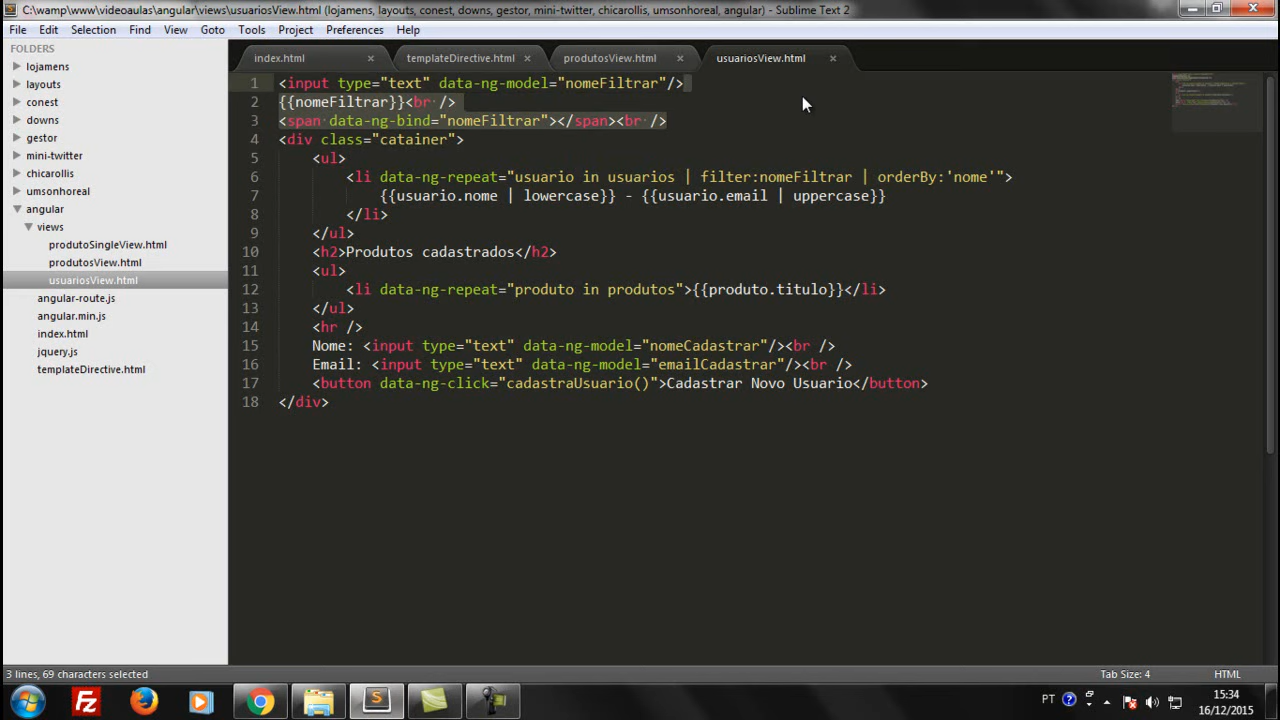 C:\wamp\www\videoaulas\angular\views\usuariosView.html (lojamens, layouts, conest, downs, gestor, mini-twitter, chicarollis, umsonhoreal, angular) - Sublime Text 2
File Edit Selection Find View Goto Tools Project Preferences Help
FOLDERS
lojamens
layouts
conest
downs
gestor
mini-twitter
chicarollis
umsonhoreal
angular
views
produtoSingleView.html
produtosView.html
usuariosView.html
angular-route.js
angular.min.js
index.html
jquery.js
templateDirective.html
index.html × templateDirective.html × produtosView.html × usuariosView.html ×
1 <input type="text" data-ng-model="nomeFiltrar"/>
2 {{nomeFiltrar}}<br />
3 <span data-ng-bind="nomeFiltrar"></span><br />
4 <div class="catainer">
5 <ul>
6 <li data-ng-repeat="usuario in usuarios | filter:nomeFiltrar | orderBy:'nome'">
7 {{usuario.nome | lowercase}} - {{usuario.email | uppercase}}
8 </li>
9 </ul>
10 <h2>Produtos cadastrados</h2>
11 <ul>
12 <li data-ng-repeat="produto in produtos">{{produto.titulo}}</li>
13 </ul>
14 <hr />
15 Nome: <input type="text" data-ng-model="nomeCadastrar"/><br />
16 Email: <input type="text" data-ng-model="emailCadastrar"/><br />
17 <button data-ng-click="cadastraUsuario()">Cadastrar Novo Usuario</button>
18 </div>
3 lines, 69 characters selected
Tab Size: 4 HTML
PT
15:34
16/12/2015